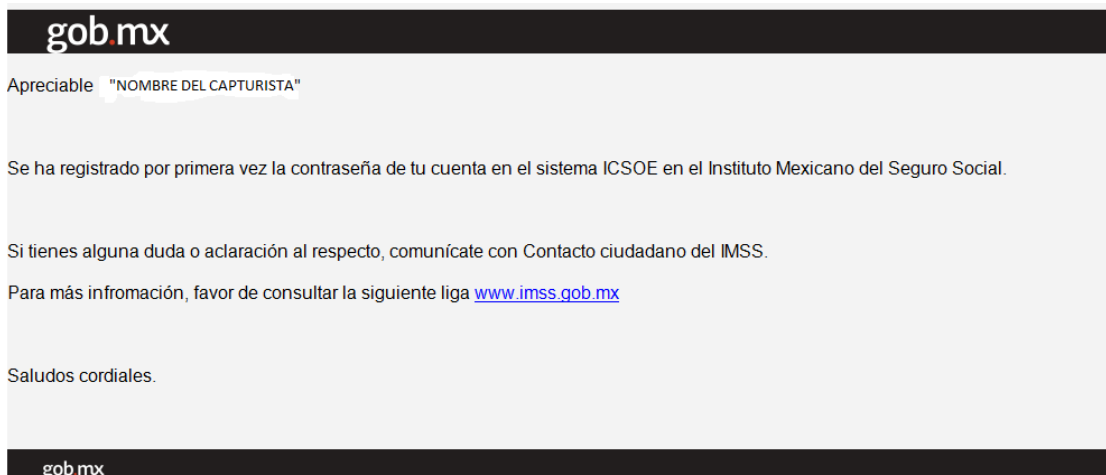 gob.mx
Apreciable "NOMBRE DEL CAPTURISTA"
Se ha registrado por primera vez la contraseña de tu cuenta en el sistema ICSOE en el Instituto Mexicano del Seguro Social.
Si tienes alguna duda o aclaración al respecto, comunícate con Contacto ciudadano del IMSS.
Para más infromación, favor de consultar la siguiente liga www.imss.gob.mx
Saludos cordiales.
gob.mx